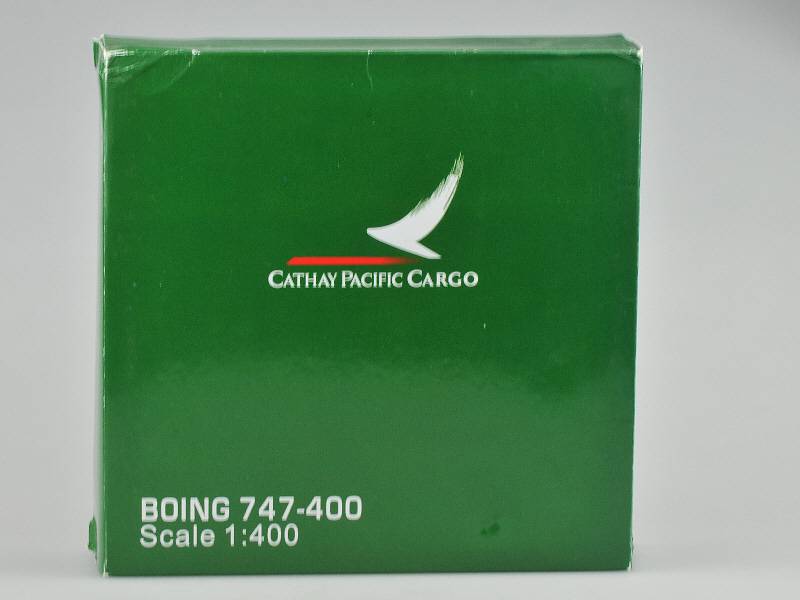 CATHAY PACIFIC CARGO
BOING 747-400
Scale 1:400